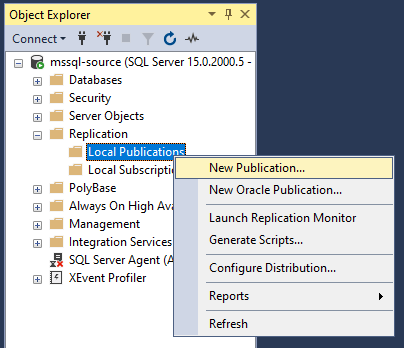 Object Explorer
Connect
mssql-source (SQL Server 15.0.2000.5 -
Databases
Security
Server Objects
Replication
Local Publications
Local Subscriptio
PolyBase
Always On High Ava
Management
Integration Services
SQL Server Agent (A
XEvent Profiler
New Publication...
New Oracle Publication...
Launch Replication Monitor
Generate Scripts...
Configure Distribution...
Reports
Refresh